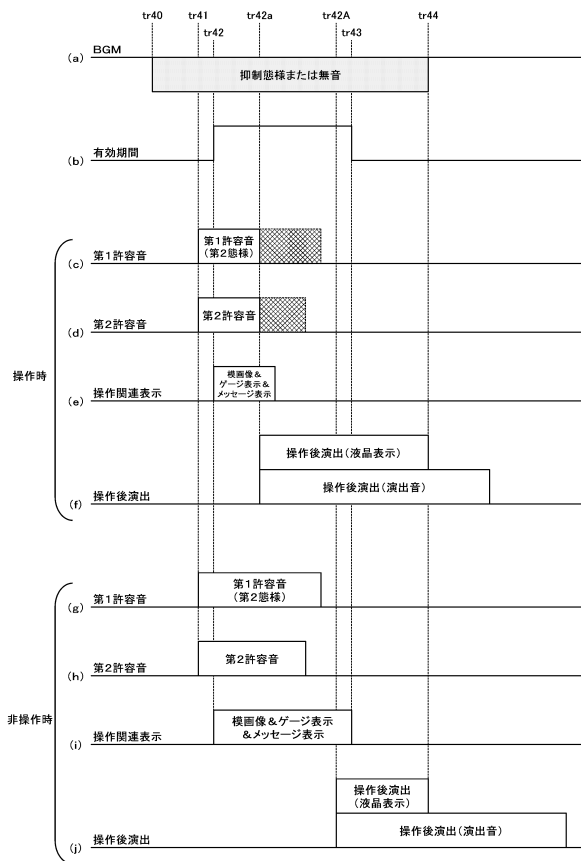 tr40 tr41 tr42a tr42A tr44
tr42 tr43
BGM
(a)
抑制態様または無音
(b) 有効期間
操作時
第1許容音
(第2態様)
(c) 第1許容音
第2許容音
(d) 第2許容音
模画像&
ゲージ表示&
メッセージ表示
(e) 操作関連表示
操作後演出(液晶表示)
操作後演出(演出音)
(f) 操作後演出
非操作時
第1許容音
(第2態様)
(g) 第1許容音
第2許容音
(h) 第2許容音
模画像&ゲージ表示
&メッセージ表示
(i) 操作関連表示
操作後演出
(液晶表示)
操作後演出(演出音)
(j) 操作後演出